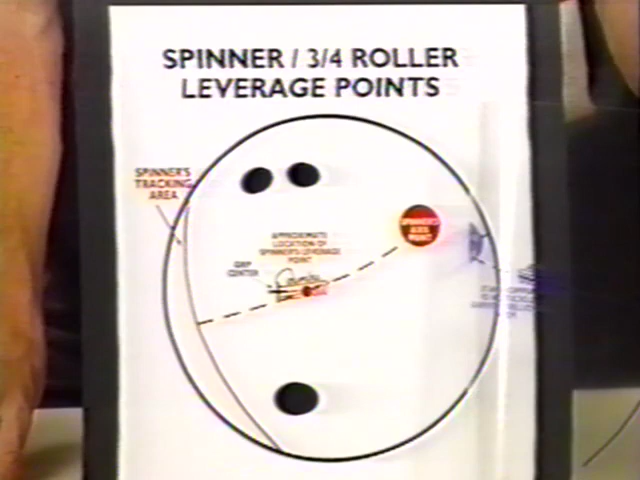 SPINNER / 3/4 ROLLER
LEVERAGE POINTS
SPINNER'S
TRACKING
AREA
APPROXIMATE
LOCATION OF
SPINNER'S LEVERAGE
POINT
GRIP
CENTER
Columbia
SPINNER'S
AXIS
POINT